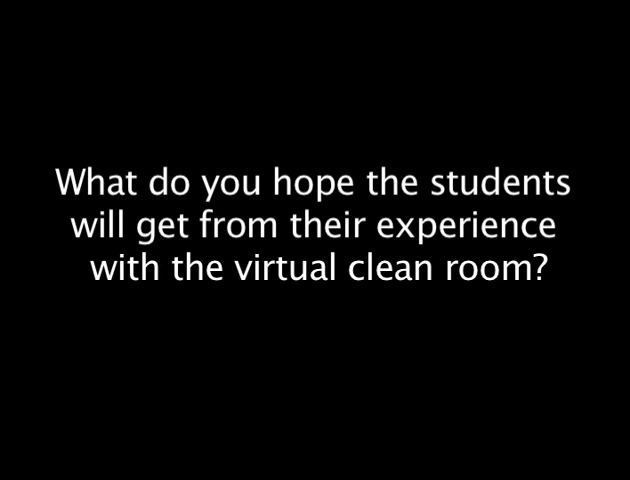 What do you hope the students
will get from their experience
with the virtual clean room?